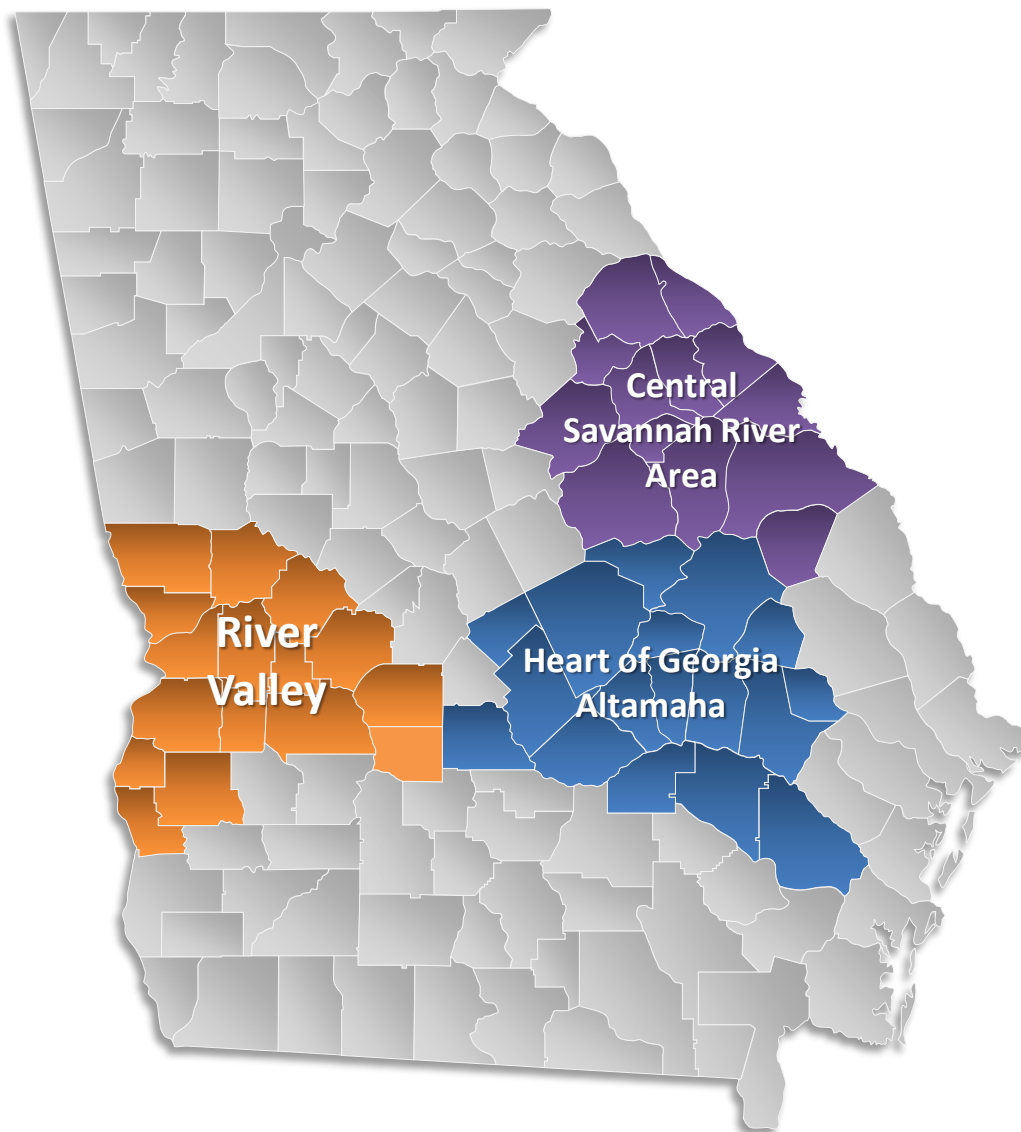 Central
Savannah River
Area
River
Valley
Heart of Georgia
Altamaha